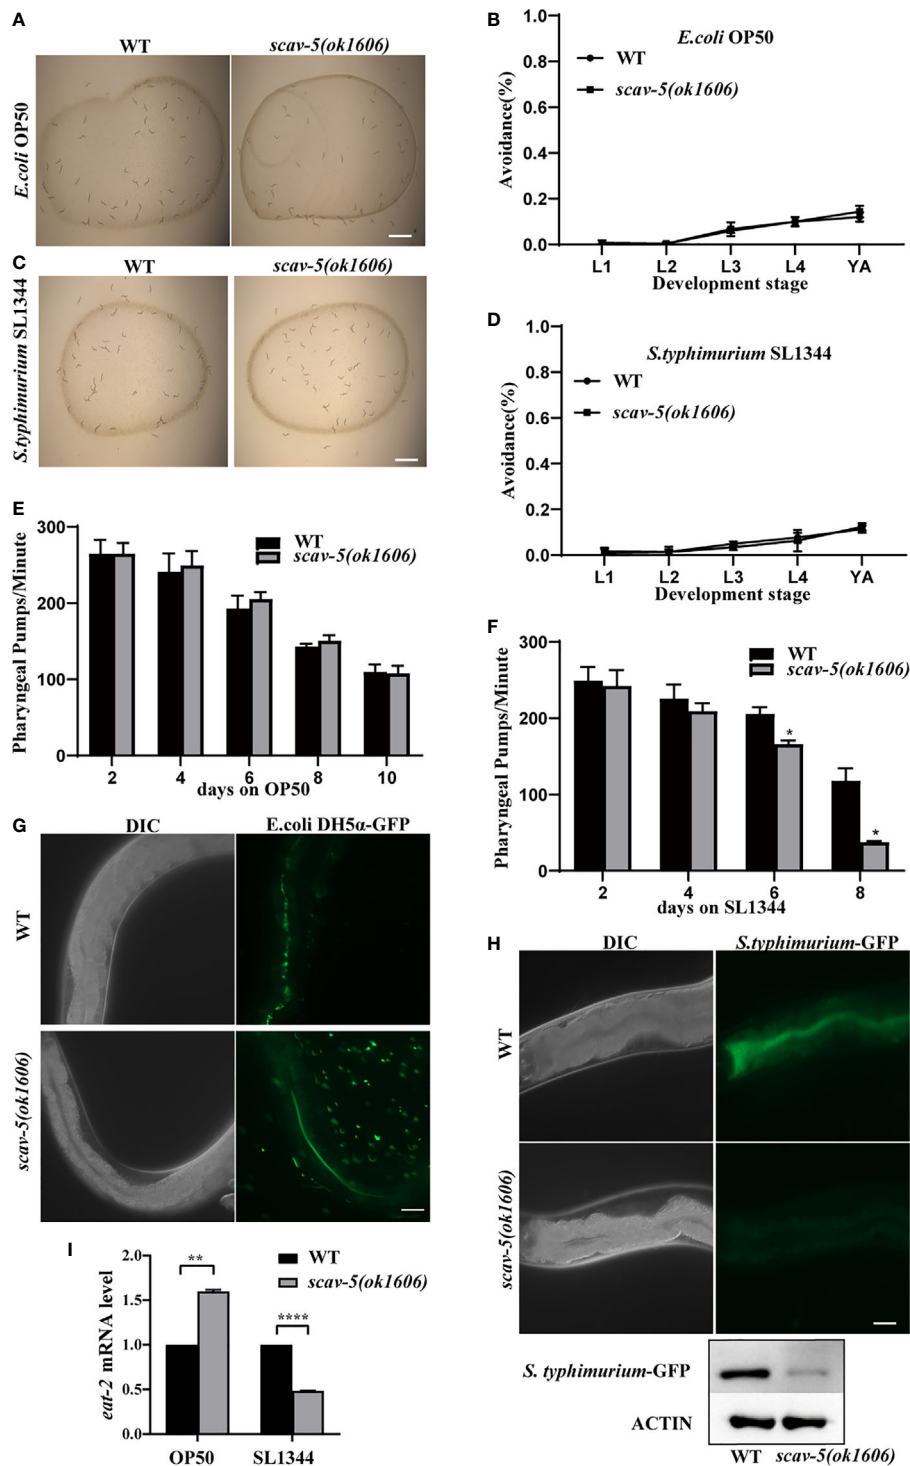 A
WT
scav-5(ok1606)
E.coli OP50
B
1.0
0.8
0.6
0.4
0.2
0.0
Avoidance(%)
E.coli OP50
WT
scav-5(ok1606)
L1 L2 L3 L4 YA
Development stage
C
WT
scav-5(ok1606)
S.typhimurium SL1344
D
1.0
0.8
0.6
0.4
0.2
0.0
Avoidance(%)
S.typhimurium SL1344
WT
scav-5(ok1606)
L1 L2 L3 L4 YA
Development stage
E
300
200
100
0
Pharyngeal Pumps/Minute
WT
scav-5(ok1606)
2 4 6 8 10
days on OP50
F
300
200
100
0
Pharyngeal Pumps/Minute
WT
scav-5(ok1606)
*
*
2 4 6 8
days on SL1344
G
DIC
E.coli DH5α-GFP
WT
scav-5(ok1606)
H
DIC
S.typhimurium-GFP
WT
scav-5(ok1606)
S. typhimurium-GFP
ACTIN
WT scav-5(ok1606)
I
2.0
1.5
1.0
0.5
0.0
eat-2 mRNA level
WT
scav-5(ok1606)
**
****
OP50 SL1344